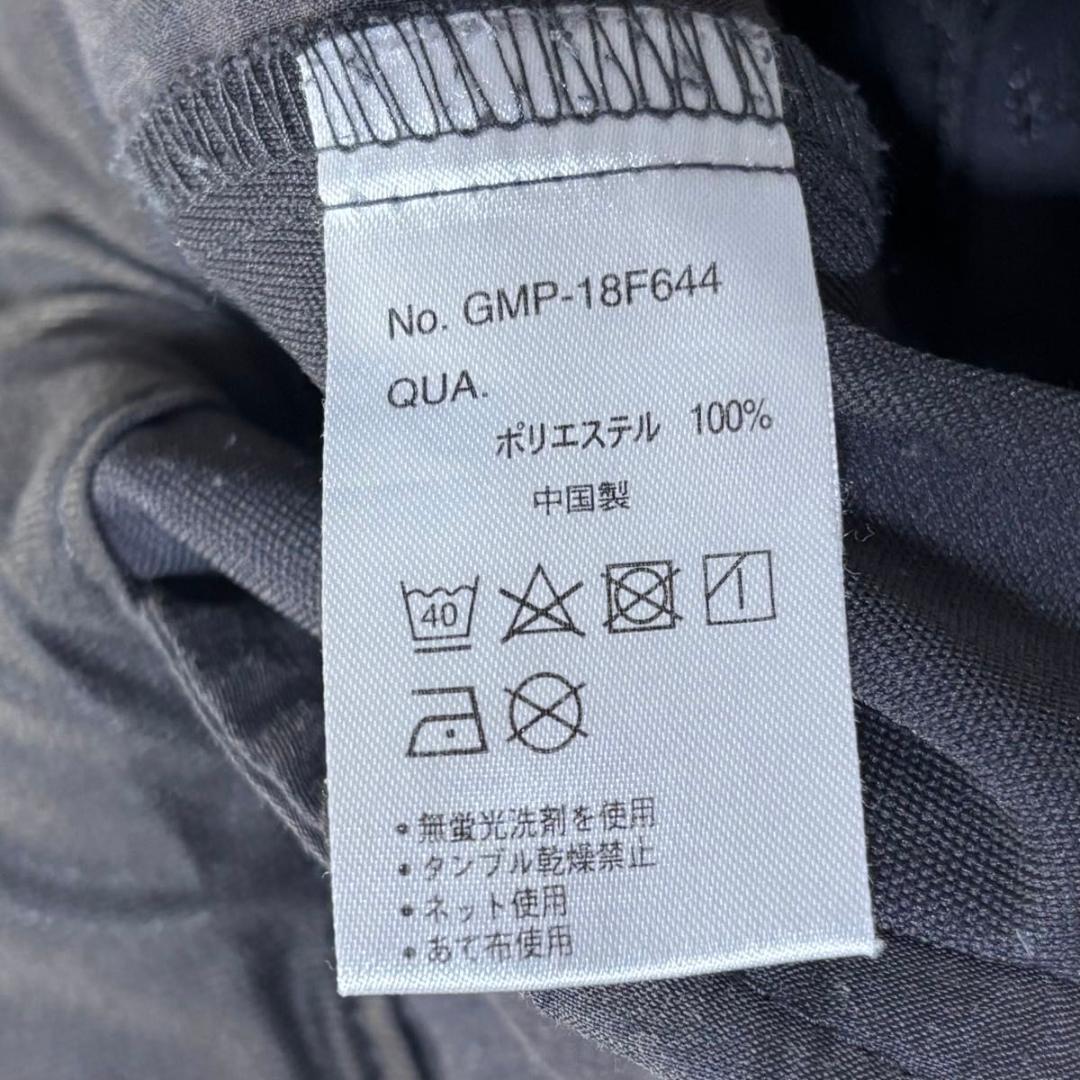 No. GMP-18F644
QUA.
ポリエステル 100%
中国製
40
•無蛍光洗剤を使用
•タンブル乾燥禁止
•ネット使用
•あて布使用